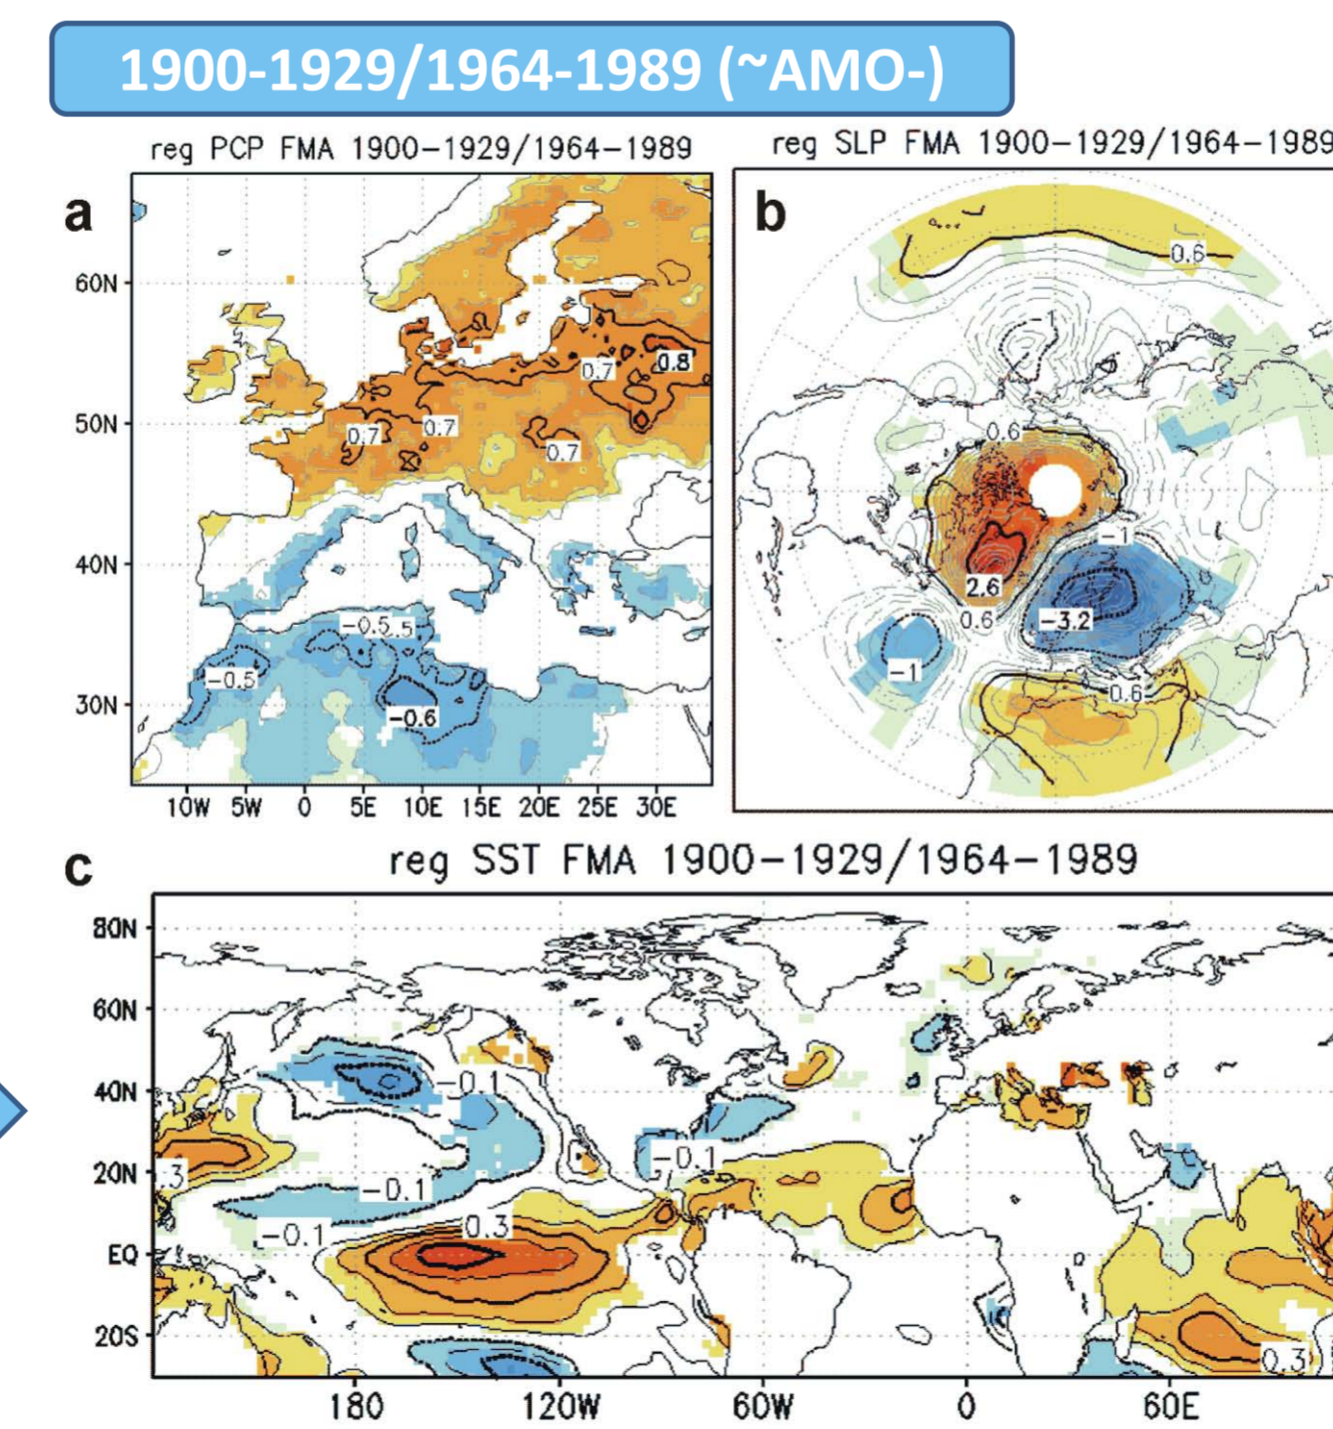 1900-1929/1964-1989 (~AMO-)
reg PCP FMA 1900-1929/1964-1989
reg SLP FMA 1900-1929/1964-1989
a
60N
50N
40N
30N
0.7
0.8
0.7
0.7
0.7
-0.5
.5
-0.5
-0.6
10W 5W 0 5E 10E 15E 20E 25E 30E
b
0.6
-1
0.6
-1
2.6
0.6
-3.2
-1
0.6
c
reg SST FMA 1900-1929/1964-1989
80N
60N
40N
20N
EQ
20S
-0.1
.3
-0.1
-0.1
-0.1
0.3
0.3
180 120W 60W 0 60E